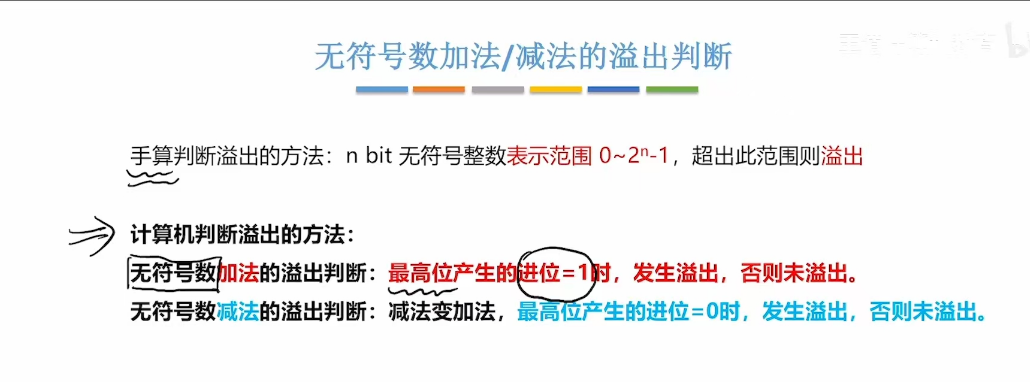 无符号数加法/减法的溢出判断
手算判断溢出的方法：n bit 无符号整数表示范围 0~2ⁿ-1，超出此范围则溢出
计算机判断溢出的方法：
无符号数加法的溢出判断：最高位产生的进位=1时，发生溢出，否则未溢出。
无符号数减法的溢出判断：减法变加法，最高位产生的进位=0时，发生溢出，否则未溢出。